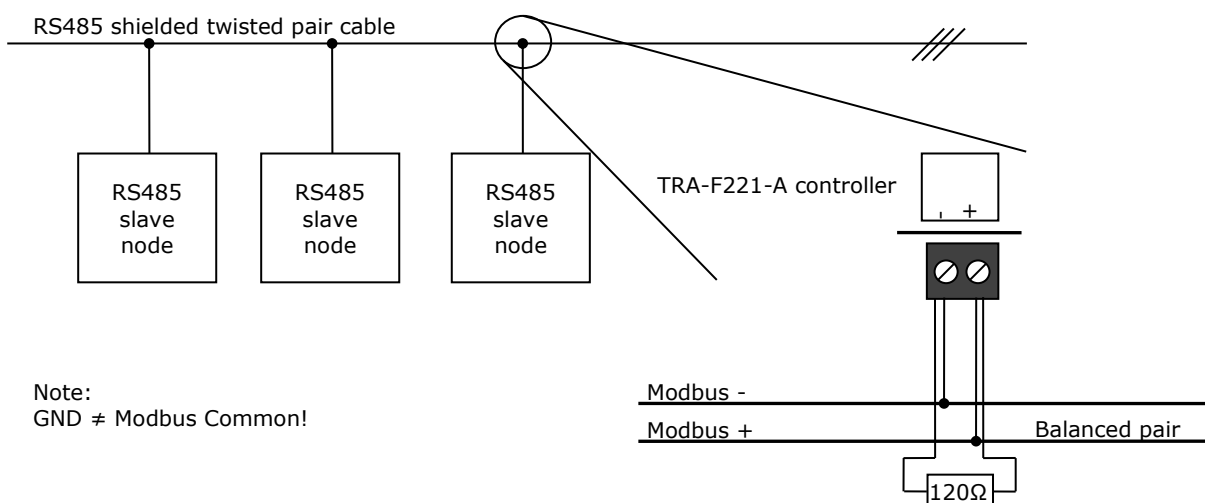 RS485 shielded twisted pair cable
RS485
slave
node
RS485
slave
node
RS485
slave
node
TRA-F221-A controller
- +
Note:
GND ≠ Modbus Common!
Modbus -
Modbus +
Balanced pair
120Ω